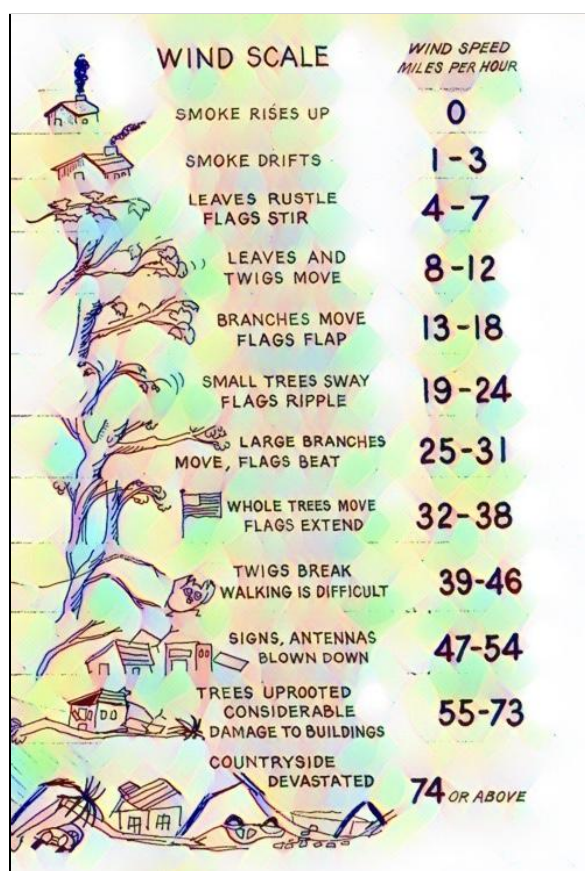 WIND SCALE
WIND SPEED
MILES PER HOUR
SMOKE RISES UP
0
SMOKE DRIFTS
1-3
LEAVES RUSTLE
FLAGS STIR
4-7
LEAVES AND
TWIGS MOVE
8-12
BRANCHES MOVE
FLAGS FLAP
13-18
SMALL TREES SWAY
FLAGS RIPPLE
19-24
LARGE BRANCHES
MOVE, FLAGS BEAT
25-31
WHOLE TREES MOVE
FLAGS EXTEND
32-38
TWIGS BREAK
WALKING IS DIFFICULT
39-46
SIGNS, ANTENNAS
BLOWN DOWN
47-54
TREES UPROOTED
CONSIDERABLE
DAMAGE TO BUILDINGS
55-73
COUNTRYSIDE
DEVASTATED
74 OR ABOVE